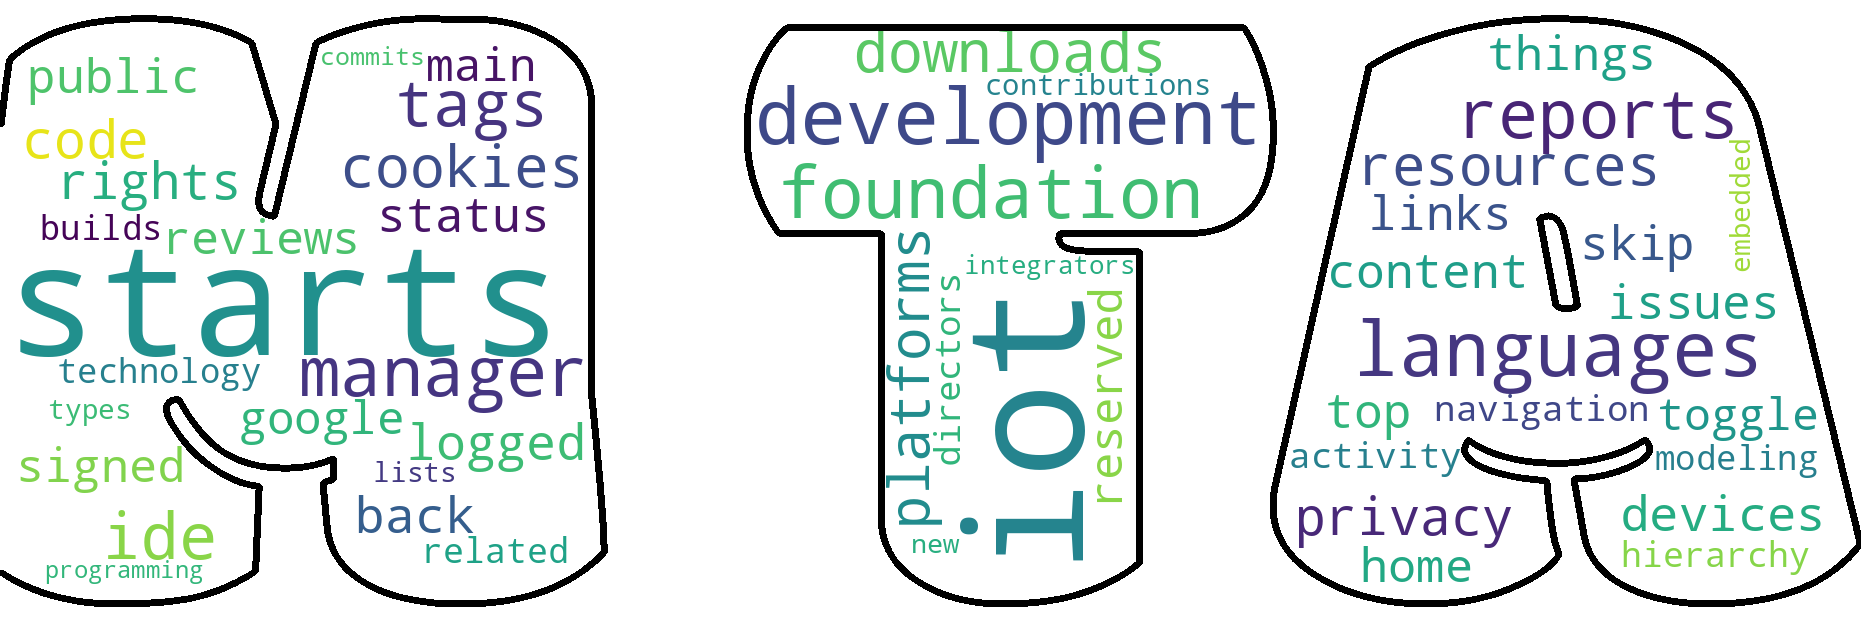 public
code
rights
builds
reviews
commits
main
tags
cookies
status
starts
technology
manager
types
google
logged
signed
lists
ide
back
related
programming
downloads
contributions
development
foundation
platforms
directors
integrators
iot
reserved
new
things
reports
resources
embedded
links
skip
content
issues
languages
top
navigation
toggle
activity
modeling
privacy
devices
home
hierarchy